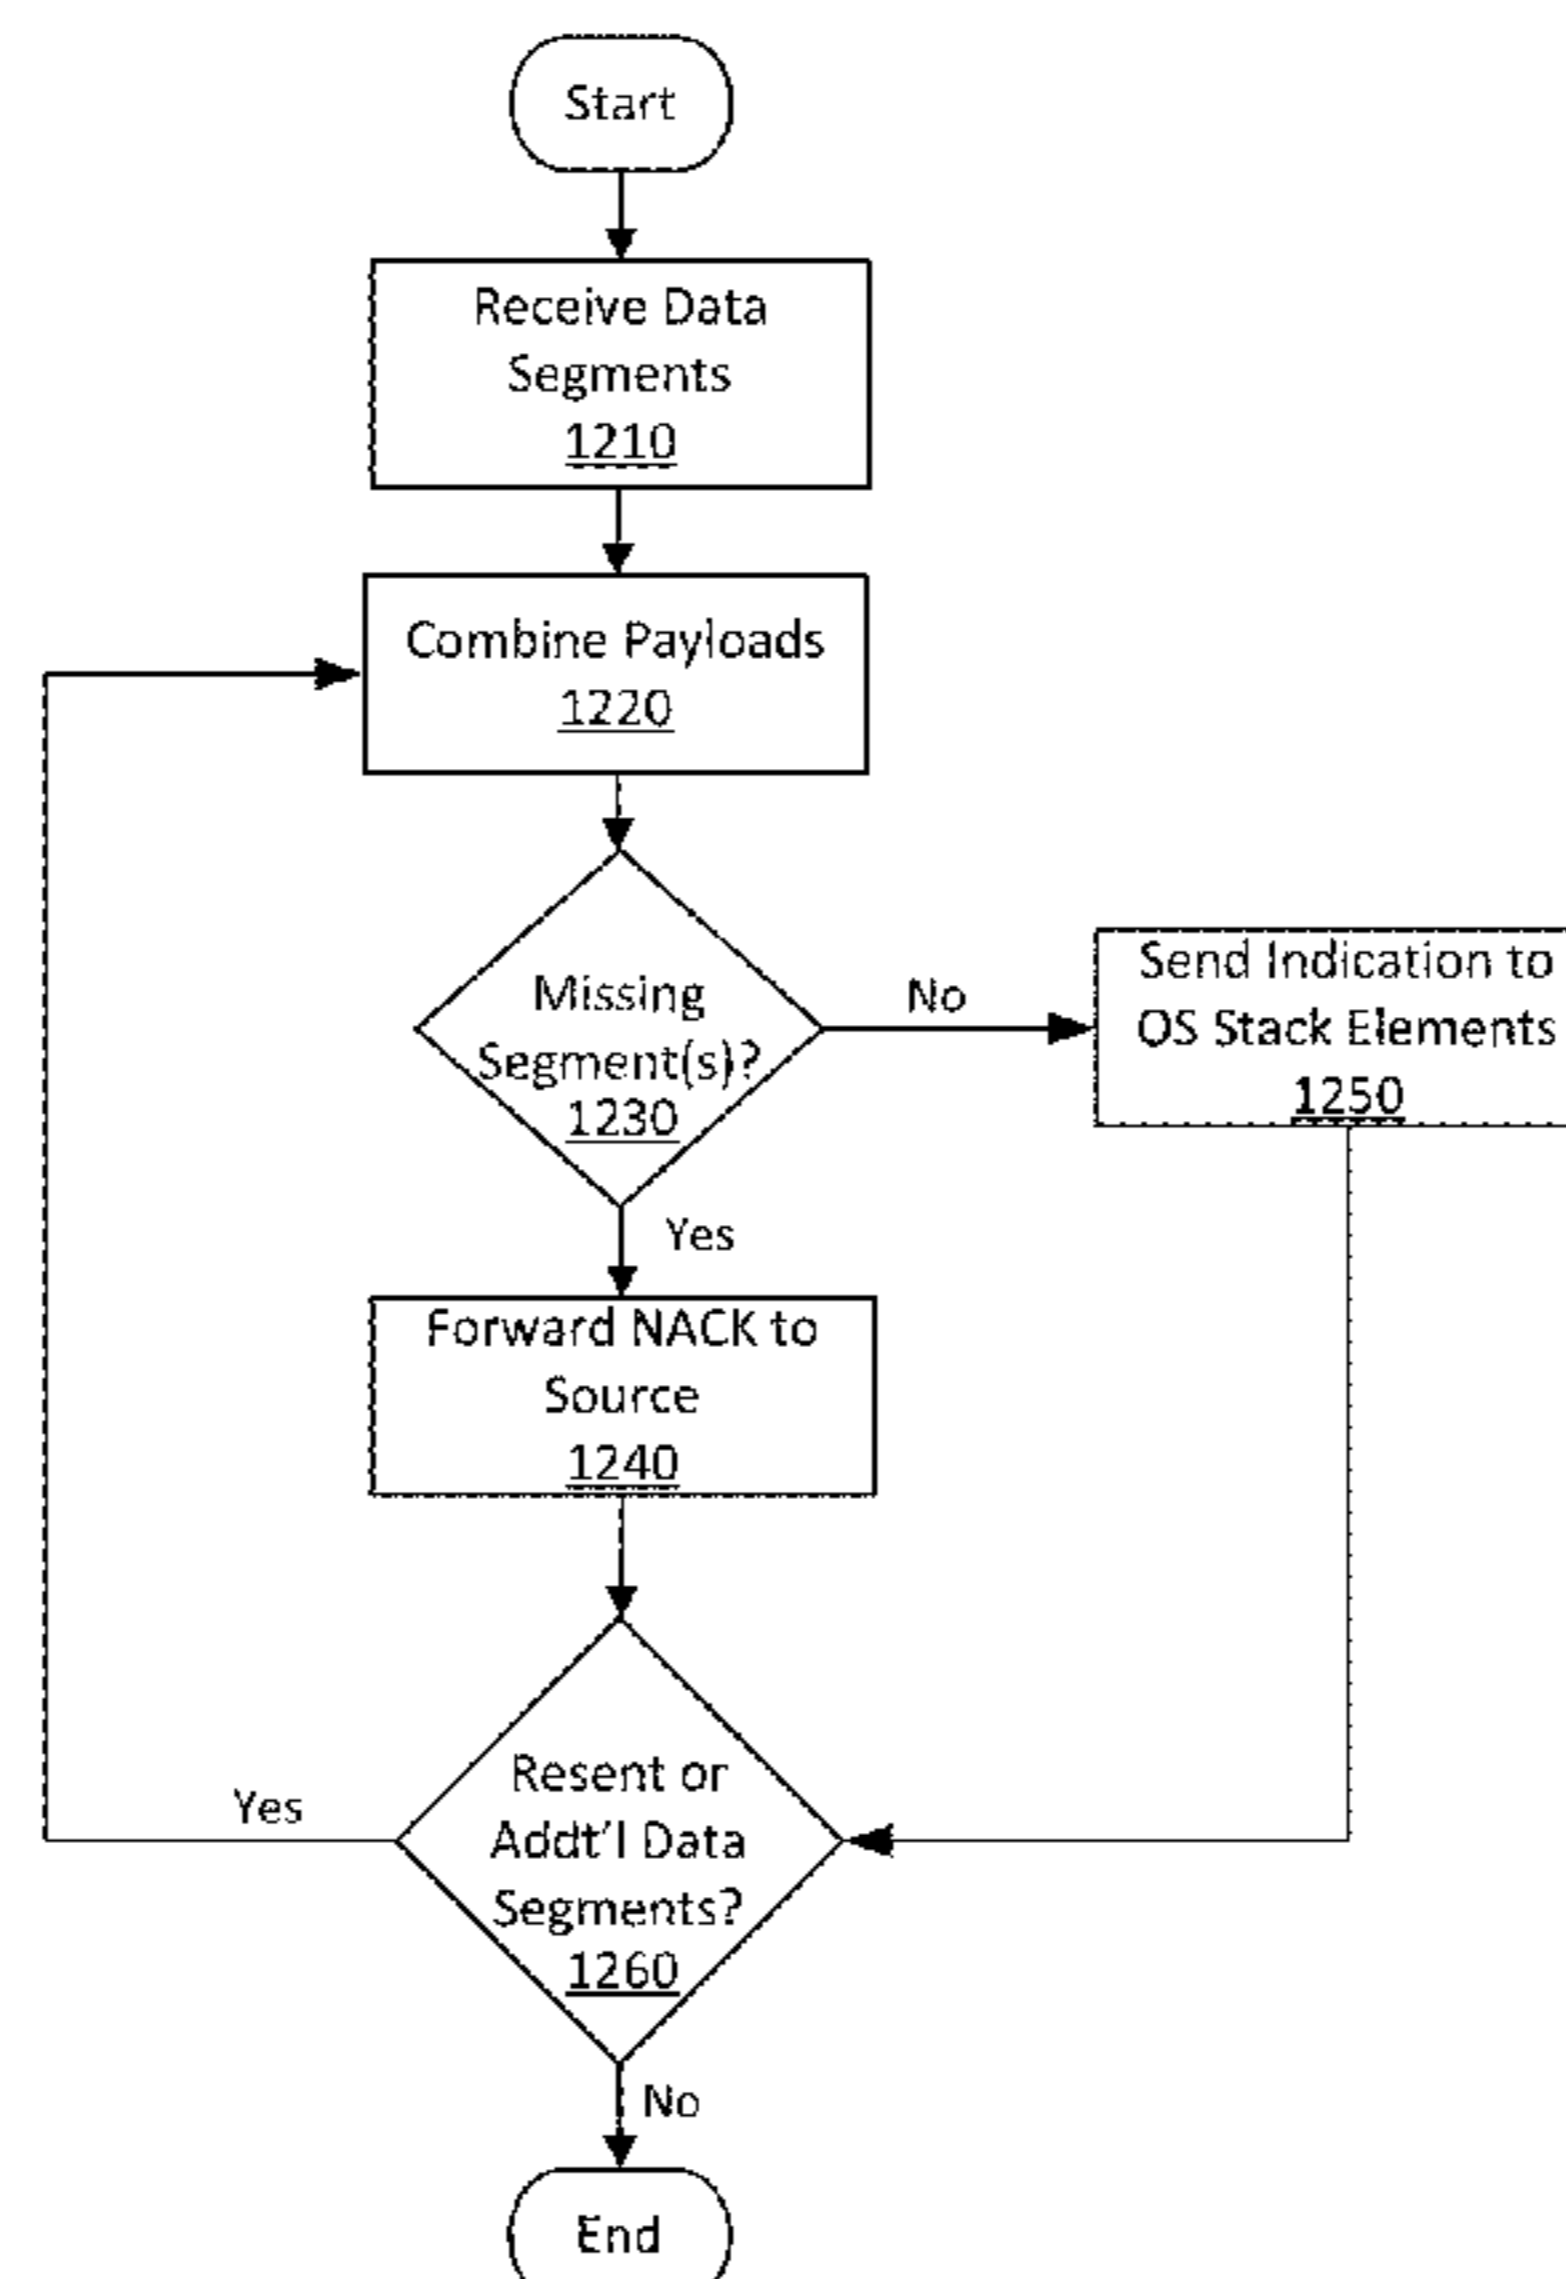 Start
Receive Data
Segments
1210
Combine Payloads
1220
Missing
Segment(s)?
1230
No
Send Indication to
OS Stack Elements
1250
Yes
Forward NACK to
Source
1240
Resent or
Addt'l Data
Segments?
1260
Yes
No
End